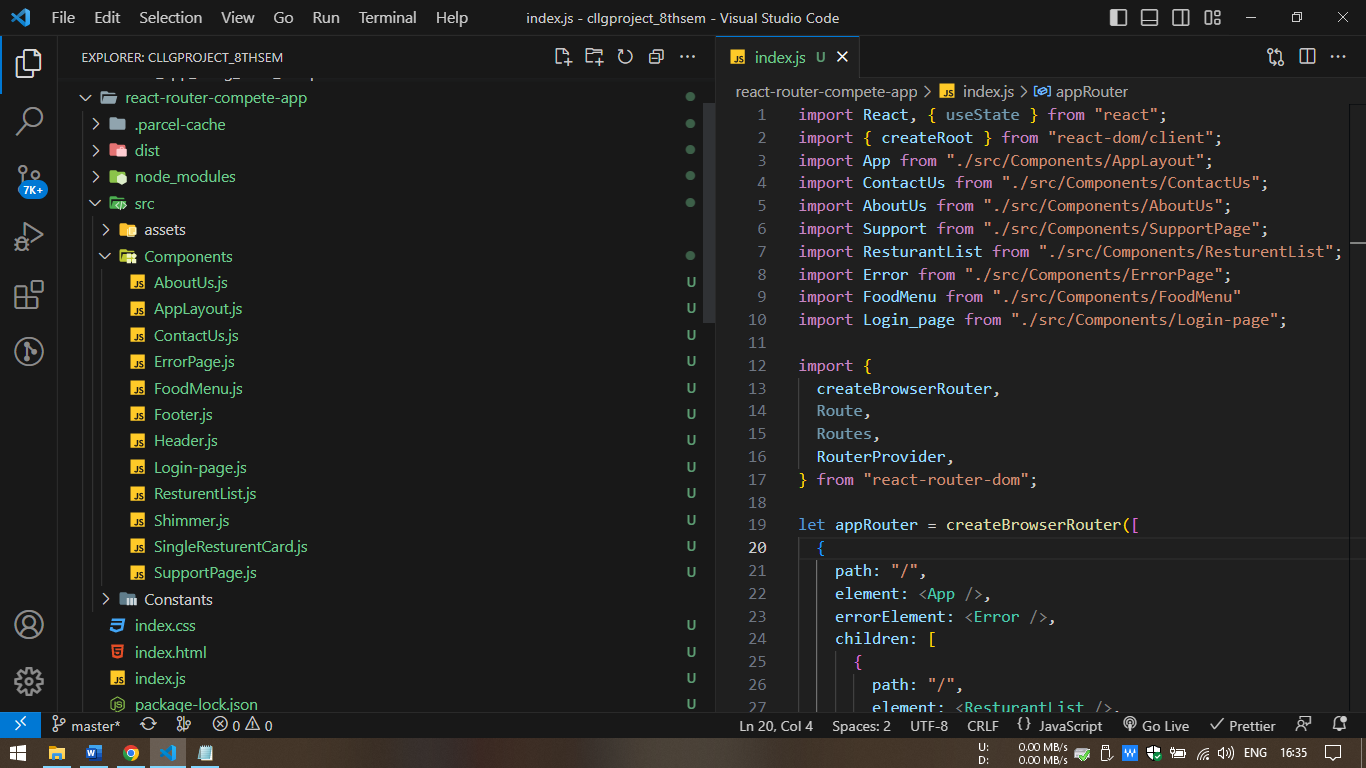 File Edit Selection View Go Run Terminal Help index.js - cllgproject_8thsem - Visual Studio Code
EXPLORER: CLLGPROJECT_8THSEM
react-router-compete-app
.parcel-cache
dist
node_modules
src
assets
Components
AboutUs.js U
AppLayout.js U
ContactUs.js U
ErrorPage.js U
FoodMenu.js U
Footer.js U
Header.js U
Login-page.js U
ResturentList.js U
Shimmer.js U
SingleResturentCard.js U
SupportPage.js U
Constants
index.css U
index.html U
index.js U
package-lock.json U
7K+
JS index.js U
react-router-compete-app > JS index.js > appRouter
1 import React, { useState } from "react";
2 import { createRoot } from "react-dom/client";
3 import App from "./src/Components/AppLayout";
4 import ContactUs from "./src/Components/ContactUs";
5 import AboutUs from "./src/Components/AboutUs";
6 import Support from "./src/Components/SupportPage";
7 import ResturantList from "./src/Components/ResturentList";
8 import Error from "./src/Components/ErrorPage";
9 import FoodMenu from "./src/Components/FoodMenu"
10 import Login_page from "./src/Components/Login-page";
11
12 import {
13 createBrowserRouter,
14 Route,
15 Routes,
16 RouterProvider,
17 } from "react-router-dom";
18
19 let appRouter = createBrowserRouter([
20 {
21 path: "/",
22 element: <App />,
23 errorElement: <Error />,
24 children: [
25 {
26 path: "/",
27 element: <ResturantList />,
master* 0 0 Ln 20, Col 4 Spaces: 2 UTF-8 CRLF {} JavaScript Go Live Prettier
U: 0.00 MB/s
D: 0.00 MB/s
ENG 16:35